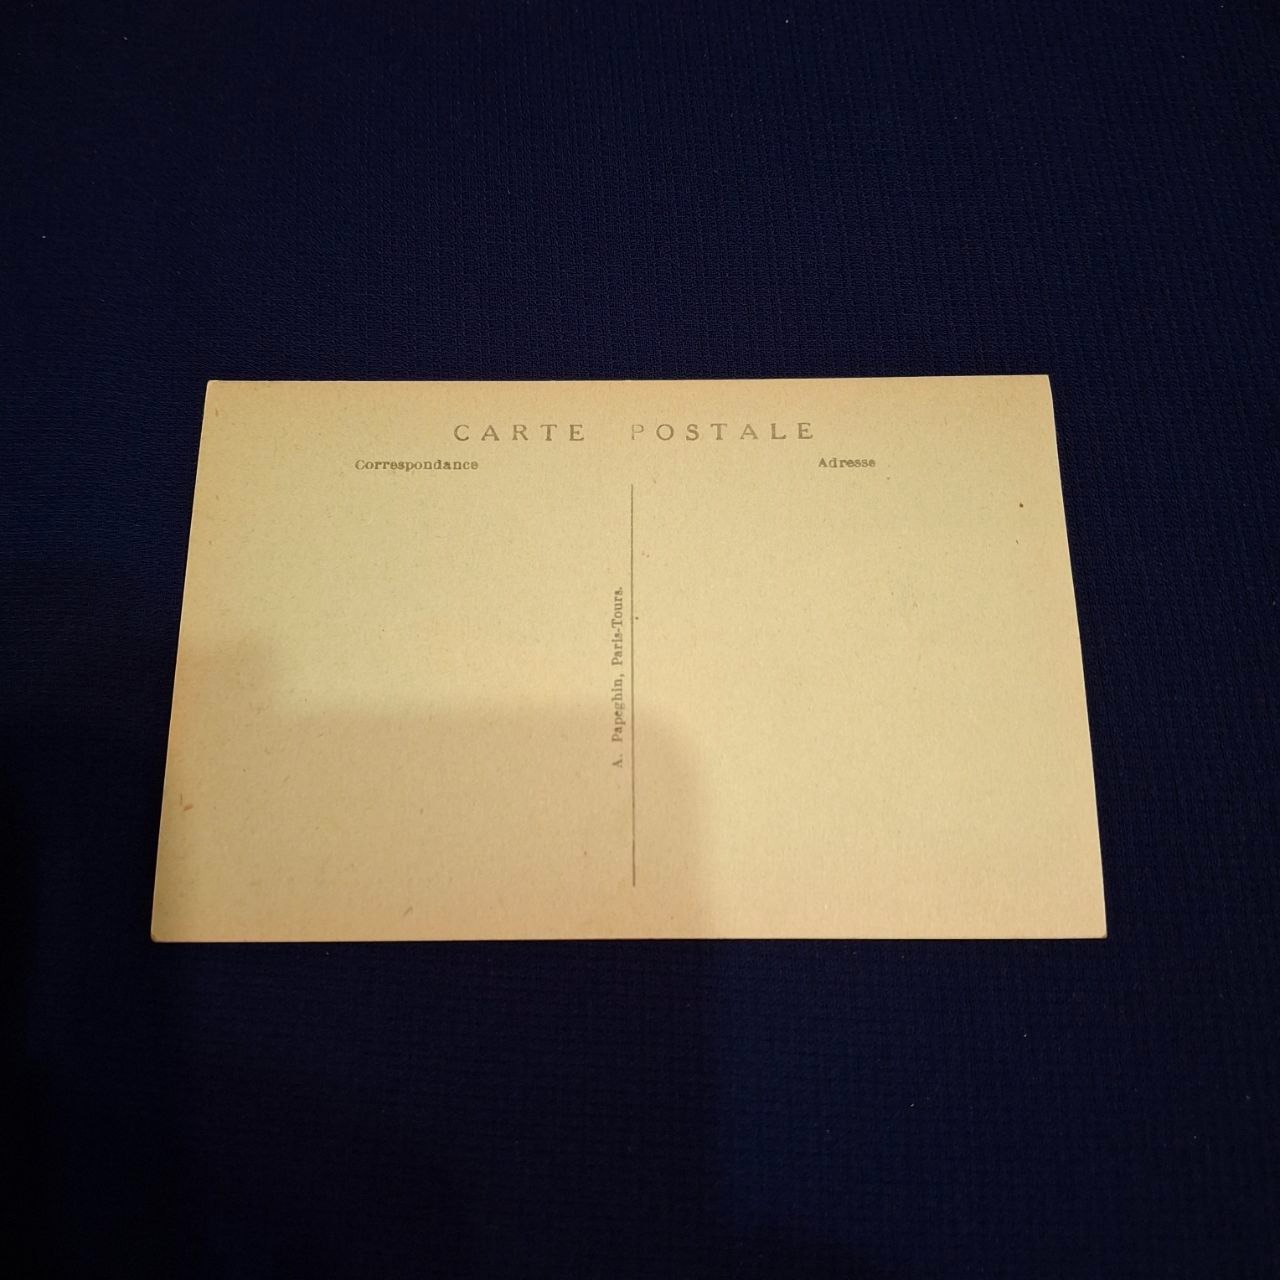 CARTE POSTALE
Correspondance
Adresse
A. Papeghin, Paris-Tours.